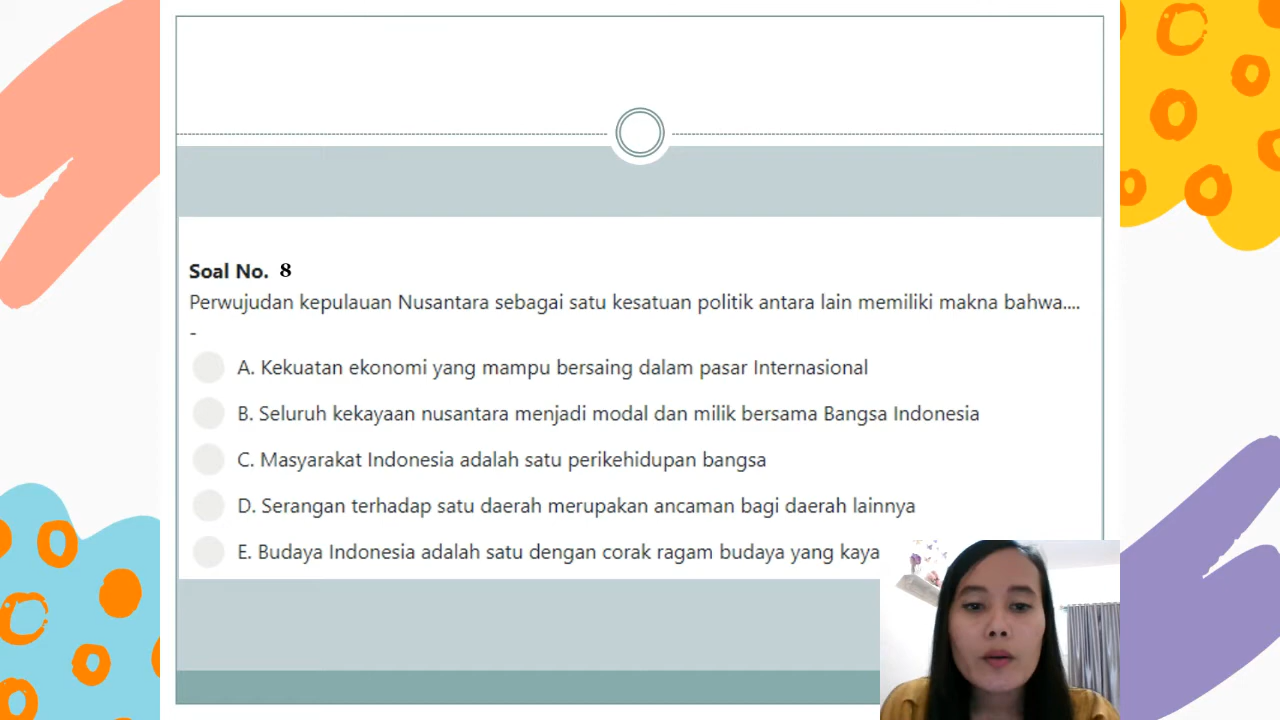 Soal No. 8
Perwujudan kepulauan Nusantara sebagai satu kesatuan politik antara lain memiliki makna bahwa....
-
A. Kekuatan ekonomi yang mampu bersaing dalam pasar Internasional
B. Seluruh kekayaan nusantara menjadi modal dan milik bersama Bangsa Indonesia
C. Masyarakat Indonesia adalah satu perikehidupan bangsa
D. Serangan terhadap satu daerah merupakan ancaman bagi daerah lainnya
E. Budaya Indonesia adalah satu dengan corak ragam budaya yang kaya